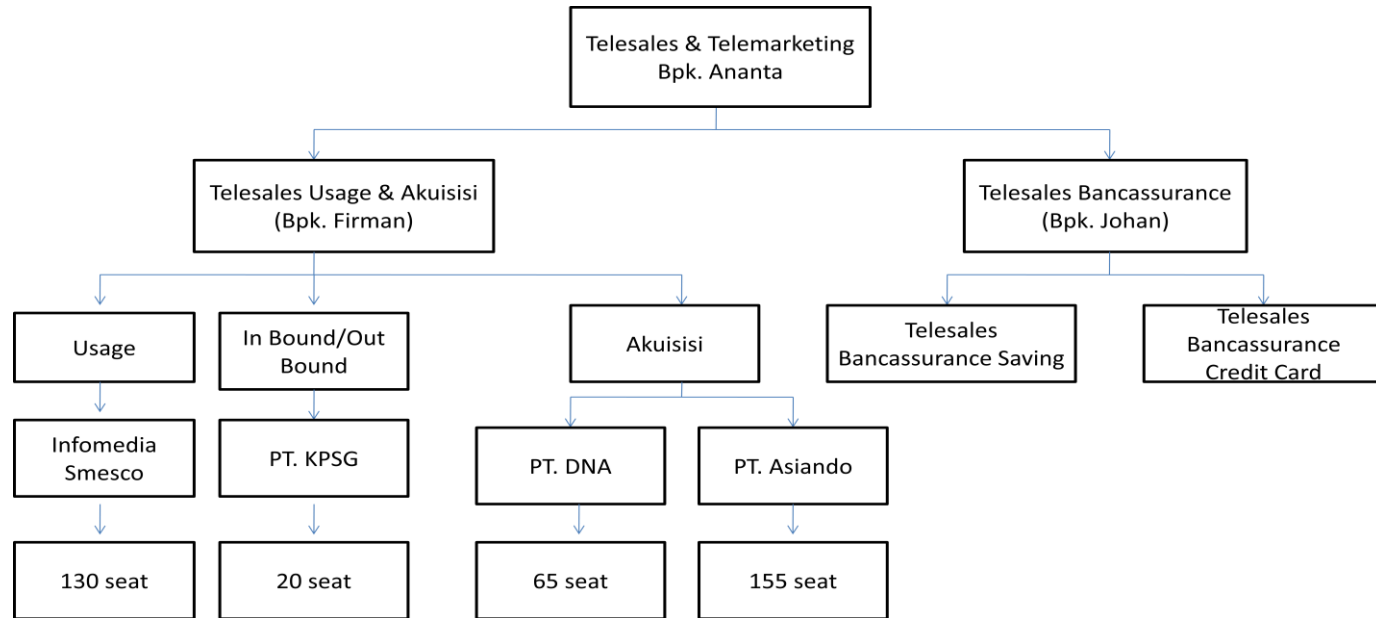 Telesales & Telemarketing
Bpk. Ananta
Telesales Usage & Akuisisi
(Bpk. Firman)
Telesales Bancassurance
(Bpk. Johan)
Usage
In Bound/Out
Bound
Akuisisi
Telesales
Bancassurance Saving
Telesales
Bancassurance
Credit Card
Infomedia
Smesco
PT. KPSG
PT. DNA
PT. Asiando
130 seat
20 seat
65 seat
155 seat